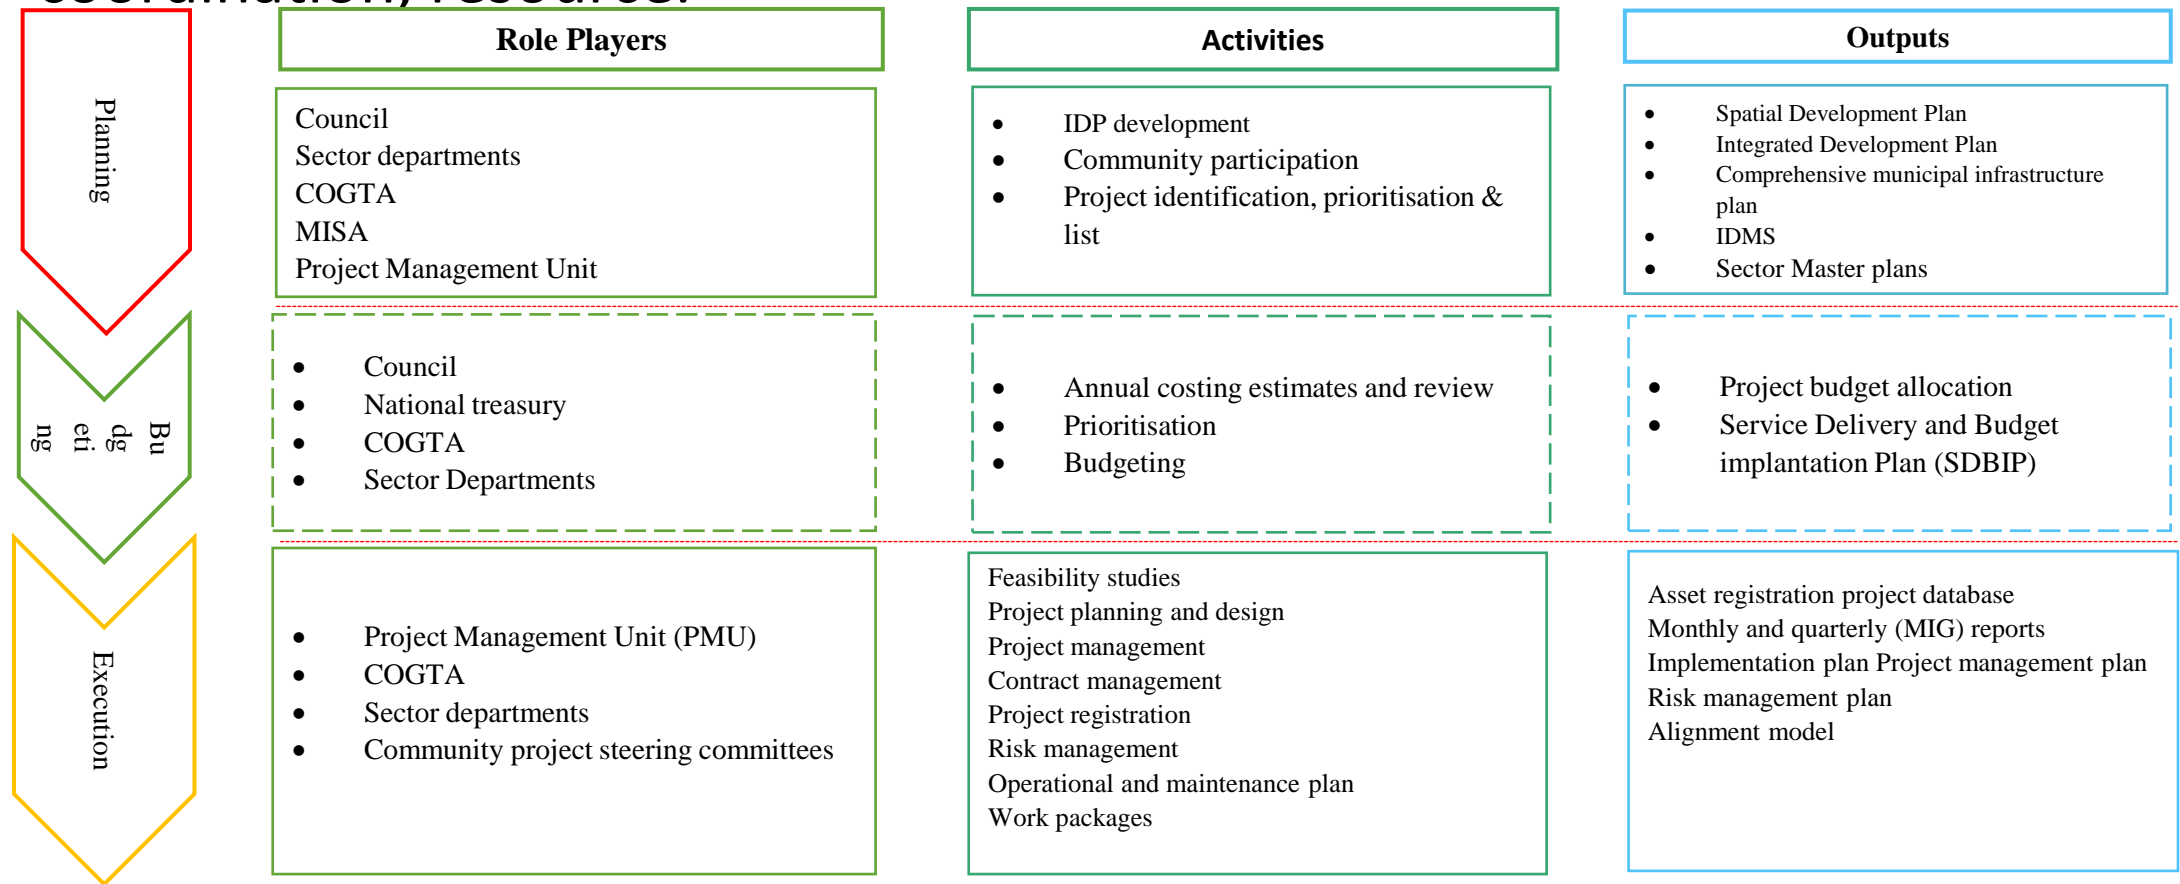 coordination, resources.
Role Players
Activities
Outputs
Planning
Council
Sector departments
COGTA
MISA
Project Management Unit
• IDP development
• Community participation
• Project identification, prioritisation &
list
• Spatial Development Plan
• Integrated Development Plan
• Comprehensive municipal infrastructure
plan
• IDMS
• Sector Master plans
Bu
dg
eti
ng
• Council
• National treasury
• COGTA
• Sector Departments
• Annual costing estimates and review
• Prioritisation
• Budgeting
• Project budget allocation
• Service Delivery and Budget
implantation Plan (SDBIP)
Execution
• Project Management Unit (PMU)
• COGTA
• Sector departments
• Community project steering committees
Feasibility studies
Project planning and design
Project management
Contract management
Project registration
Risk management
Operational and maintenance plan
Work packages
Asset registration project database
Monthly and quarterly (MIG) reports
Implementation plan Project management plan
Risk management plan
Alignment model